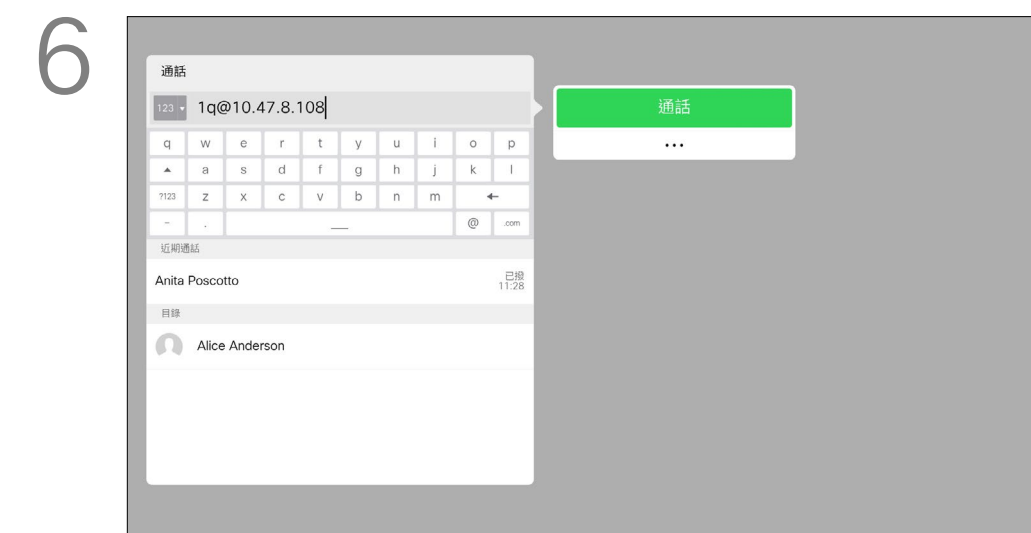 6
通話
123
1q@10.47.8.108
通話
...
q w e r t y u i o p
a s d f g h j k l
?123 z x c v b n m
– . @ .com
近期通話
Anita Poscotto
已撥
11:28
目錄
Alice Anderson